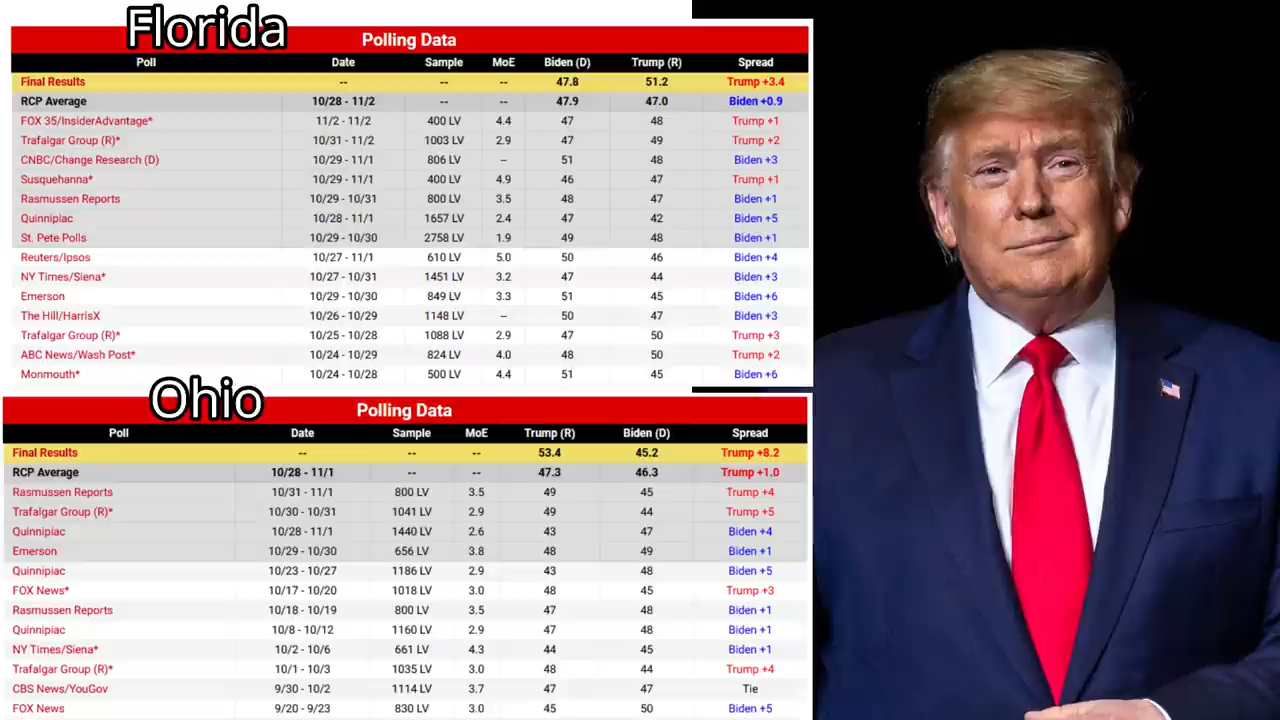 Florida
Polling Data
Poll Date Sample MoE Biden (D) Trump (R) Spread
Final Results -- -- -- 47.8 51.2 Trump +3.4
RCP Average 10/28 - 11/2 -- -- 47.9 47.0 Biden +0.9
FOX 35/InsiderAdvantage* 11/2 - 11/2 400 LV 4.4 47 48 Trump +1
Trafalgar Group (R)* 10/31 - 11/2 1003 LV 2.9 47 49 Trump +2
CNBC/Change Research (D) 10/29 - 11/1 806 LV -- 51 48 Biden +3
Susquehanna* 10/29 - 11/1 400 LV 4.9 46 47 Trump +1
Rasmussen Reports 10/29 - 10/31 800 LV 3.5 48 47 Biden +1
Quinnipiac 10/28 - 11/1 1657 LV 2.4 47 42 Biden +5
St. Pete Polls 10/29 - 10/30 2758 LV 1.9 49 48 Biden +1
Reuters/Ipsos 10/27 - 11/1 610 LV 5.0 50 46 Biden +4
NY Times/Siena* 10/27 - 10/31 1451 LV 3.2 47 44 Biden +3
Emerson 10/29 - 10/30 849 LV 3.3 51 45 Biden +6
The Hill/HarrisX 10/26 - 10/29 1148 LV -- 50 47 Biden +3
Trafalgar Group (R)* 10/25 - 10/28 1088 LV 2.9 47 50 Trump +3
ABC News/Wash Post* 10/24 - 10/29 824 LV 4.0 48 50 Trump +2
Monmouth* 10/24 - 10/28 500 LV 4.4 51 45 Biden +6
Ohio
Polling Data
Poll Date Sample MoE Trump (R) Biden (D) Spread
Final Results -- -- -- 53.4 45.2 Trump +8.2
RCP Average 10/28 - 11/1 -- -- 47.3 46.3 Trump +1.0
Rasmussen Reports 10/31 - 11/1 800 LV 3.5 49 45 Trump +4
Trafalgar Group (R)* 10/30 - 10/31 1041 LV 2.9 49 44 Trump +5
Quinnipiac 10/28 - 11/1 1440 LV 2.6 43 47 Biden +4
Emerson 10/29 - 10/30 656 LV 3.8 48 49 Biden +1
Quinnipiac 10/23 - 10/27 1186 LV 2.9 43 48 Biden +5
FOX News* 10/17 - 10/20 1018 LV 3.0 48 45 Trump +3
Rasmussen Reports 10/18 - 10/19 800 LV 3.5 47 48 Biden +1
Quinnipiac 10/8 - 10/12 1160 LV 2.9 47 48 Biden +1
NY Times/Siena* 10/2 - 10/6 661 LV 4.3 44 45 Biden +1
Trafalgar Group (R)* 10/1 - 10/3 1035 LV 3.0 48 44 Trump +4
CBS News/YouGov 9/30 - 10/2 1114 LV 3.7 47 47 Tie
FOX News 9/20 - 9/23 830 LV 3.0 45 50 Biden +5